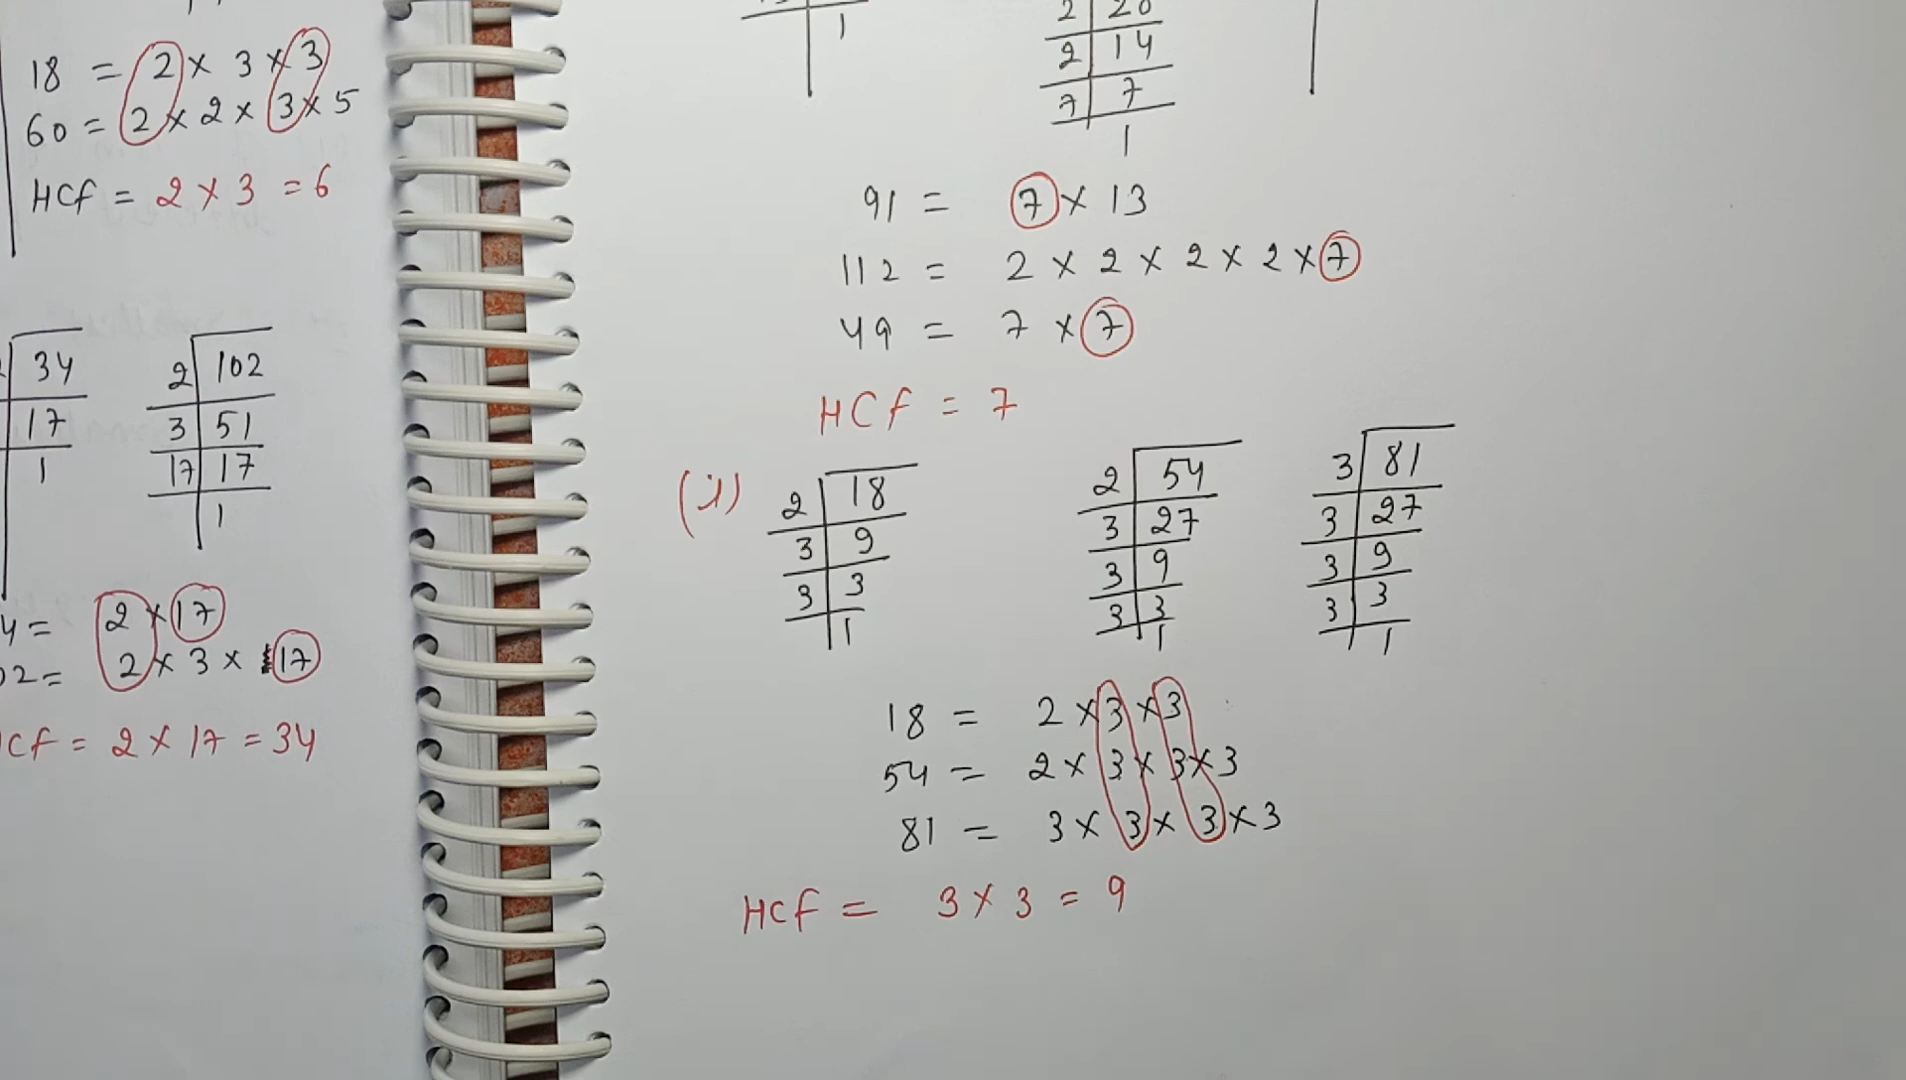 18 = 2 × 3 × 3
60 = 2 × 2 × 3 × 5
HCf = 2 × 3 = 6
34
17
1
2 102
3 51
17 17
1
4 = 2 × 17
02 = 2 × 3 × 17
Cf = 2 × 17 = 34
1
2 28
2 14
7 7
1
91 = 7 × 13
112 = 2 × 2 × 2 × 2 × 7
49 = 7 × 7
HCf = 7
2 18
3 9
3 3
1
2 54
3 27
3 9
3 3
1
3 81
3 27
3 9
3 3
1
18 = 2 × 3 × 3
54 = 2 × 3 × 3 × 3
81 = 3 × 3 × 3 × 3
HCf = 3 × 3 = 9